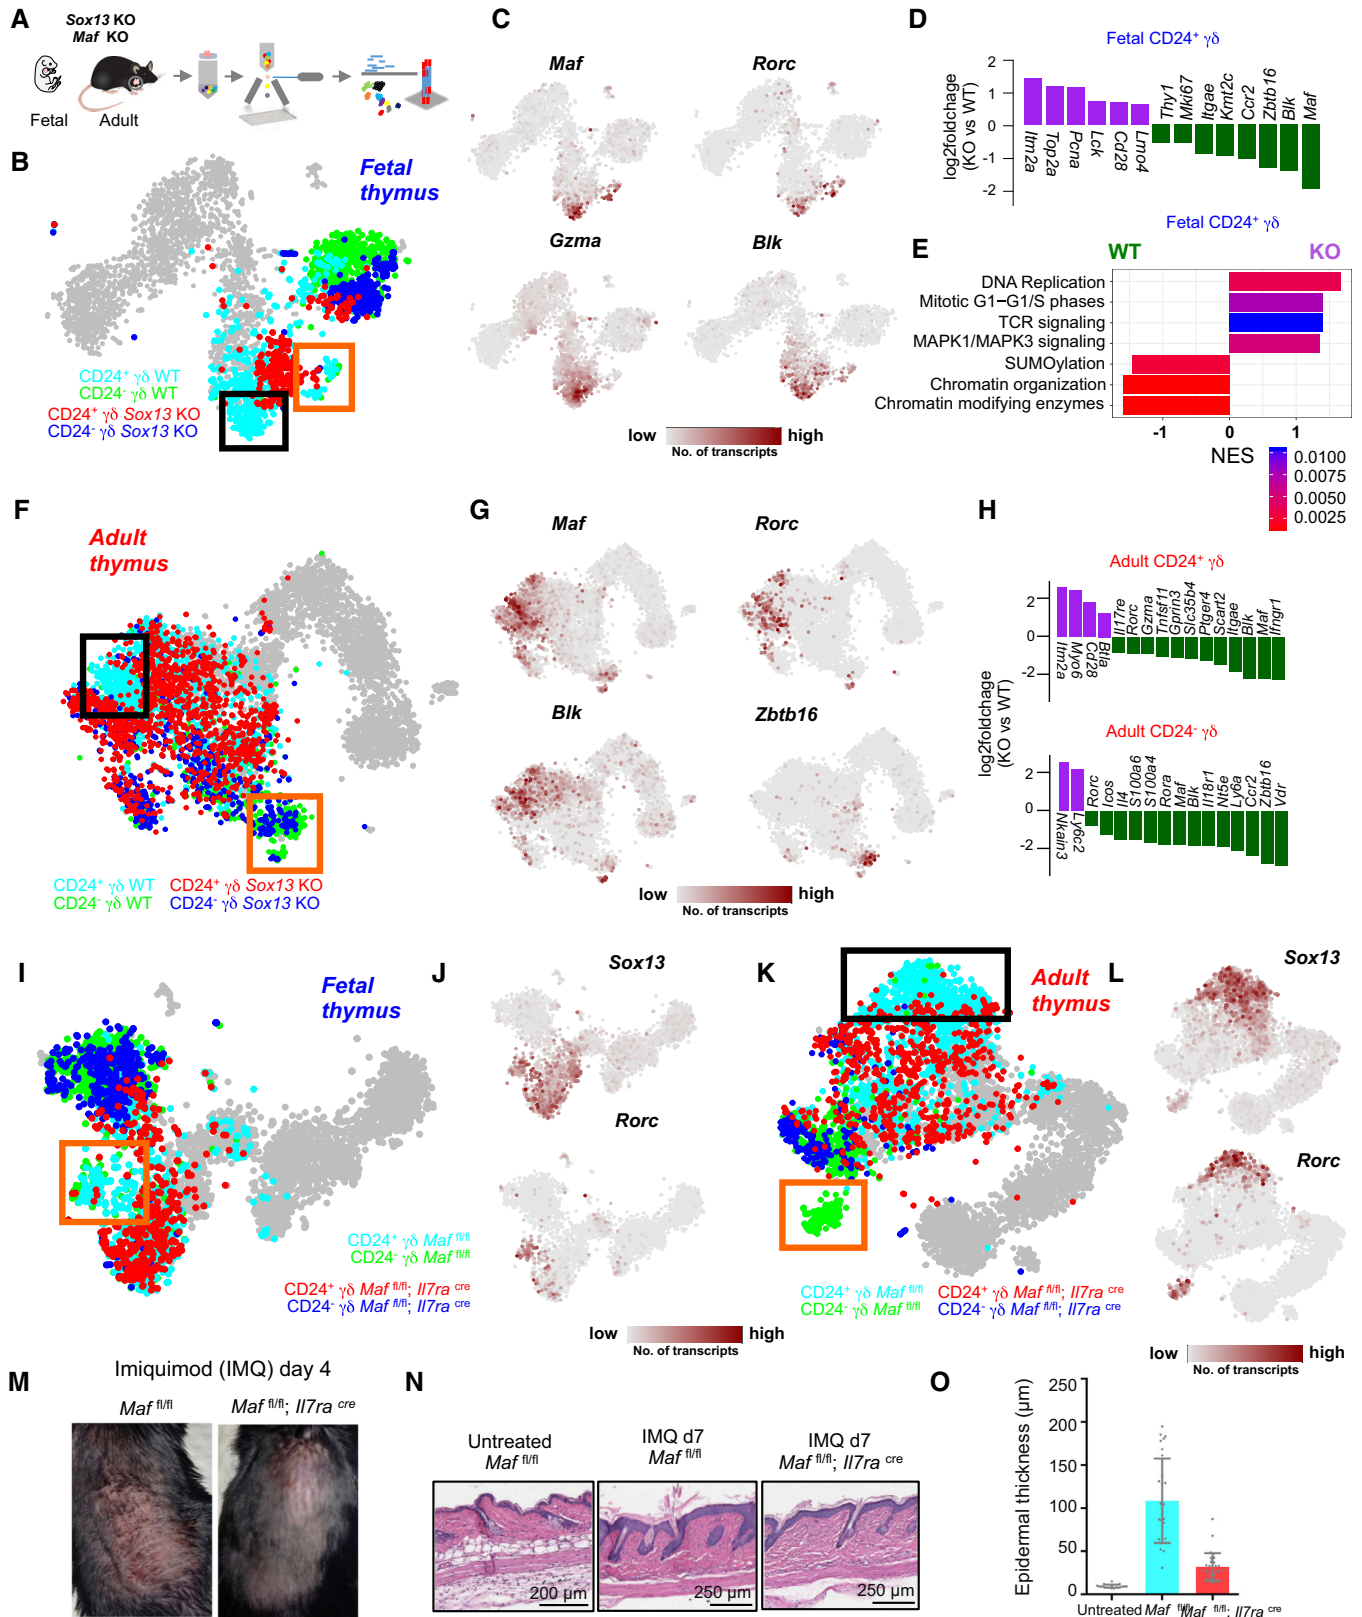 A
Sox13 KO
Maf KO
Fetal
Adult
B
Fetal
thymus
CD24⁺ γδ WT
CD24⁻ γδ WT
CD24⁺ γδ Sox13 KO
CD24⁻ γδ Sox13 KO
C
Maf
Rorc
Gzma
Blk
low
high
No. of transcripts
D
Fetal CD24⁺ γδ
log2foldchage
(KO vs WT)
2
1
0
-1
-2
Itm2a
Top2a
Pcna
Lck
Cd28
Lmo4
Thy1
Mki67
Itgae
Kmt2c
Ccr2
Zbtb16
Blk
Maf
E
Fetal CD24⁺ γδ
WT
KO
DNA Replication
Mitotic G1−G1/S phases
TCR signaling
MAPK1/MAPK3 signaling
SUMOylation
Chromatin organization
Chromatin modifying enzymes
-1
0
1
NES
0.0100
0.0075
0.0050
0.0025
F
Adult
thymus
CD24⁺ γδ WT
CD24⁻ γδ WT
CD24⁺ γδ Sox13 KO
CD24⁻ γδ Sox13 KO
G
Maf
Rorc
Blk
Zbtb16
low
high
No. of transcripts
H
Adult CD24⁺ γδ
log2foldchage
(KO vs WT)
2
0
-2
Itm2a
Myo6
Cd28
Btla
Il17re
Rorc
Gzma
Tnfsf11
Gprin3
Slc35b4
Ptger4
Scart2
Itgae
Blk
Maf
Ifngr1
Adult CD24⁻ γδ
2
0
-2
Nkain3
Ly6c2
Rorc
Icos
Il4
S100a6
S100a4
Rora
Maf
Blk
Il18r1
Nt5e
Ly6a
Ccr2
Zbtb16
Vdr
I
Fetal
thymus
CD24⁺ γδ Maf fl/fl
CD24⁻ γδ Maf fl/fl
CD24⁺ γδ Maf fl/fl; Il7ra cre
CD24⁻ γδ Maf fl/fl; Il7ra cre
J
Sox13
Rorc
low
high
No. of transcripts
K
Adult
thymus
CD24⁺ γδ Maf fl/fl
CD24⁻ γδ Maf fl/fl
CD24⁺ γδ Maf fl/fl; Il7ra cre
CD24⁻ γδ Maf fl/fl; Il7ra cre
L
Sox13
Rorc
low
high
No. of transcripts
M
Imiquimod (IMQ) day 4
Maf fl/fl
Maf fl/fl; Il7ra cre
N
Untreated
Maf fl/fl
IMQ d7
Maf fl/fl
IMQ d7
Maf fl/fl; Il7ra cre
200 µm
250 µm
250 µm
O
Epidermal thickness (µm)
250
200
150
100
50
0
Untreated
Maf fl/fl
Maf fl/fl; Il7ra cre